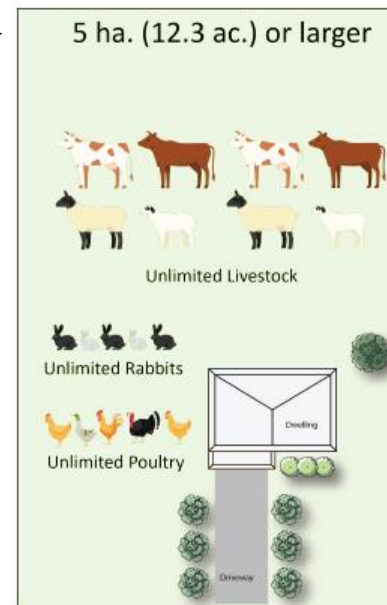 5 ha. (12.3 ac.) or larger
Unlimited Livestock
Unlimited Rabbits
Unlimited Poultry
Dwelling
Driveway